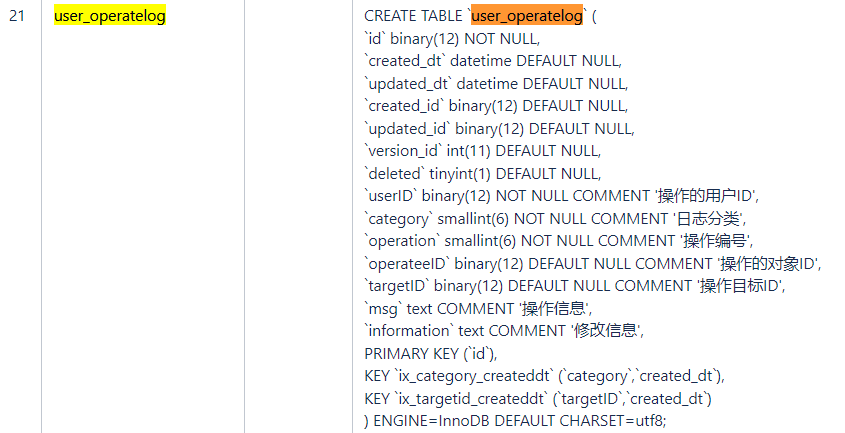 21 user_operatelog CREATE TABLE `user_operatelog` (
`id` binary(12) NOT NULL,
`created_dt` datetime DEFAULT NULL,
`updated_dt` datetime DEFAULT NULL,
`created_id` binary(12) DEFAULT NULL,
`updated_id` binary(12) DEFAULT NULL,
`version_id` int(11) DEFAULT NULL,
`deleted` tinyint(1) DEFAULT NULL,
`userID` binary(12) NOT NULL COMMENT '操作的用户ID',
`category` smallint(6) NOT NULL COMMENT '日志分类',
`operation` smallint(6) NOT NULL COMMENT '操作编号',
`operateeID` binary(12) DEFAULT NULL COMMENT '操作的对象ID',
`targetID` binary(12) DEFAULT NULL COMMENT '操作目标ID',
`msg` text COMMENT '操作信息',
`information` text COMMENT '修改信息',
PRIMARY KEY (`id`),
KEY `ix_category_createddt` (`category`,`created_dt`),
KEY `ix_targetid_createddt` (`targetID`,`created_dt`)
) ENGINE=InnoDB DEFAULT CHARSET=utf8;